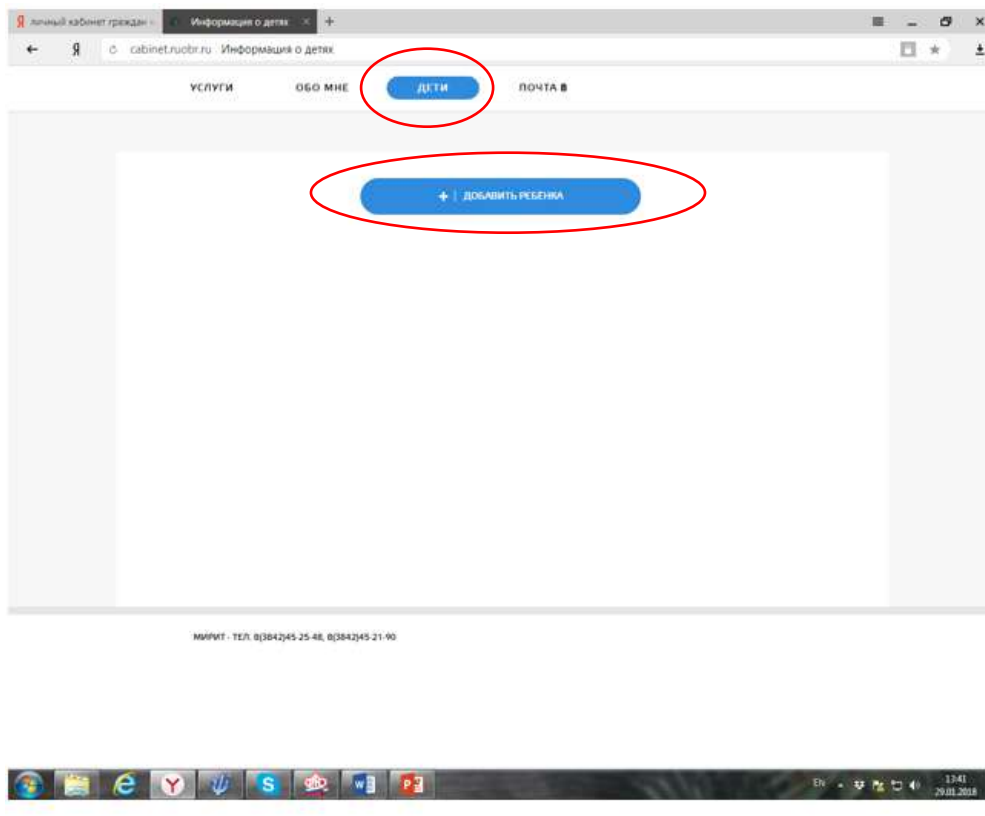 Я личный кабинет граждан
Информация о детях × +
Я cabinet.ruobr.ru Информация о детях
УСЛУГИ ОБО МНЕ ДЕТИ ПОЧТА
+ | ДОБАВИТЬ РЕБЕНКА
МИРИТ - ТЕЛ. 8(3842)45-25-48, 8(3842)45-21-90
EN 13:41
29.01.2018